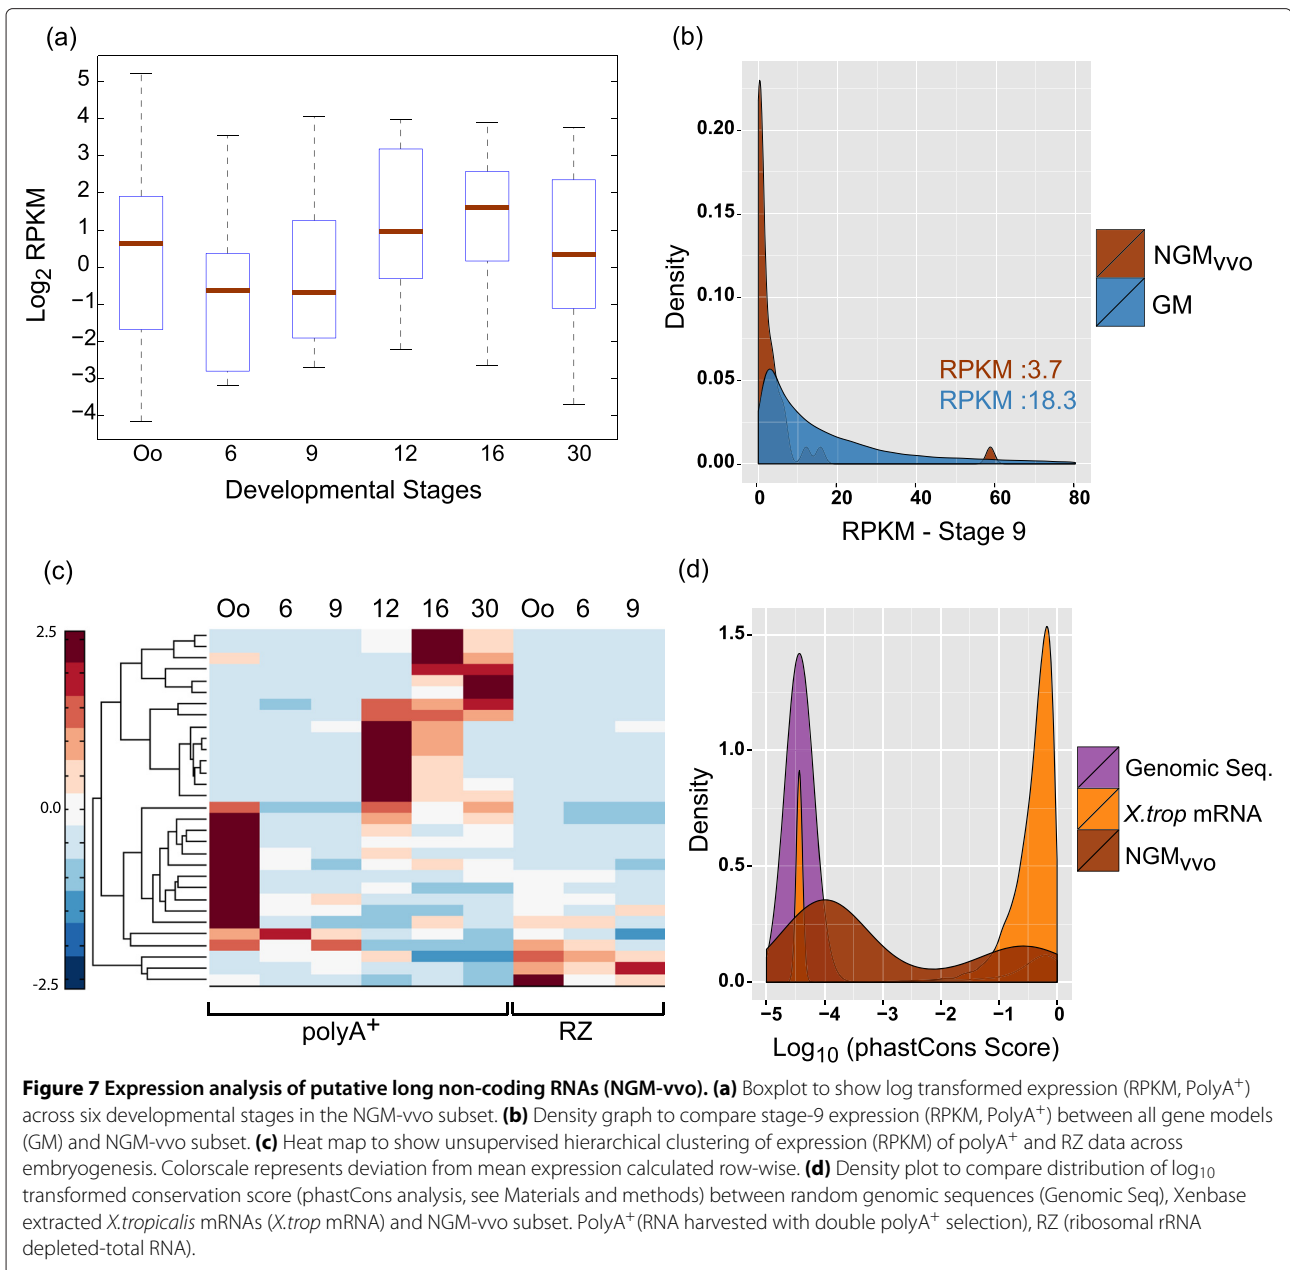 (a)
5
4
3
2
1
0
−1
−2
−3
−4
Log2 RPKM
Oo 6 9 12 16 30
Developmental Stages
(b)
0.20
0.15
0.10
0.05
0.00
Density
RPKM :3.7
RPKM :18.3
0 20 40 60 80
RPKM - Stage 9
NGMVVO
GM
(c)
Oo 6 9 12 16 30 Oo 6 9
2.5
0.0
-2.5
polyA+ RZ
(d)
1.5
1.0
0.5
0.0
Density
−5 −4 −3 −2 −1 0
Log10 (phastCons Score)
Genomic Seq.
X.trop mRNA
NGMVVO
Figure 7 Expression analysis of putative long non-coding RNAs (NGM-vvo). (a) Boxplot to show log transformed expression (RPKM, PolyA+)
across six developmental stages in the NGM-vvo subset. (b) Density graph to compare stage-9 expression (RPKM, PolyA+) between all gene models
(GM) and NGM-vvo subset. (c) Heat map to show unsupervised hierarchical clustering of expression (RPKM) of polyA+ and RZ data across
embryogenesis. Colorscale represents deviation from mean expression calculated row-wise. (d) Density plot to compare distribution of log10
transformed conservation score (phastCons analysis, see Materials and methods) between random genomic sequences (Genomic Seq), Xenbase
extracted X.tropicalis mRNAs (X.trop mRNA) and NGM-vvo subset. PolyA+(RNA harvested with double polyA+ selection), RZ (ribosomal rRNA
depleted-total RNA).